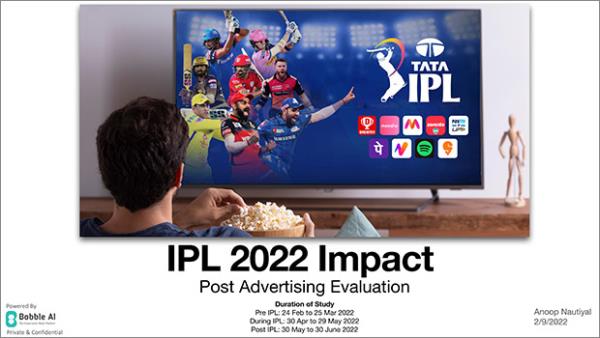 TATA
IPL
IPL 2022 Impact
Post Advertising Evaluation
Duration of Study
Pre IPL: 24 Feb to 25 Mar 2022
During IPL: 30 Apr to 29 May 2022
Post IPL: 30 May to 30 June 2022
Powered By
Bobble AI
Private & Confidential
Anoop Nautiyal
2/9/2022